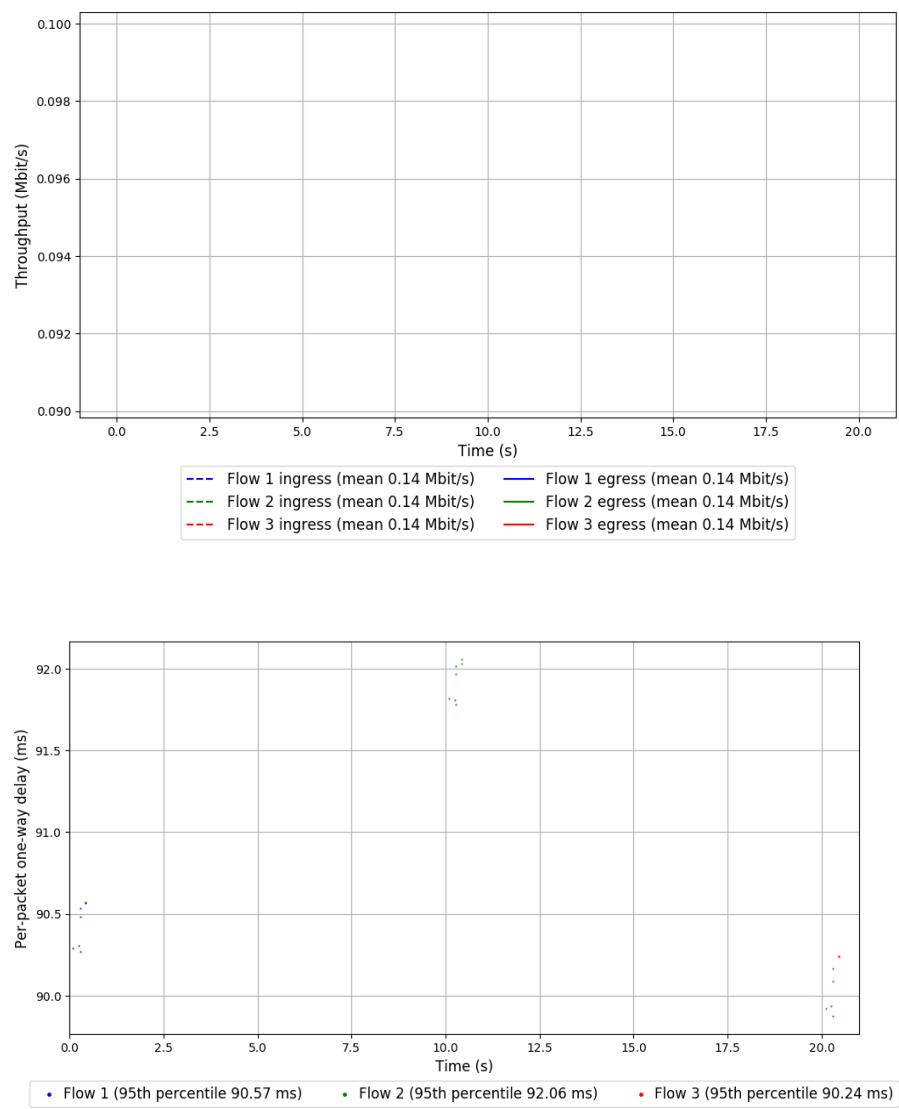 0.100
0.098
0.096
0.094
0.092
0.090
Throughput (Mbit/s)
0.0 2.5 5.0 7.5 10.0 12.5 15.0 17.5 20.0
Time (s)
Flow 1 ingress (mean 0.14 Mbit/s) Flow 1 egress (mean 0.14 Mbit/s)
Flow 2 ingress (mean 0.14 Mbit/s) Flow 2 egress (mean 0.14 Mbit/s)
Flow 3 ingress (mean 0.14 Mbit/s) Flow 3 egress (mean 0.14 Mbit/s)
92.0
91.5
91.0
90.5
90.0
Per-packet one-way delay (ms)
0.0 2.5 5.0 7.5 10.0 12.5 15.0 17.5 20.0
Time (s)
Flow 1 (95th percentile 90.57 ms) Flow 2 (95th percentile 92.06 ms) Flow 3 (95th percentile 90.24 ms)